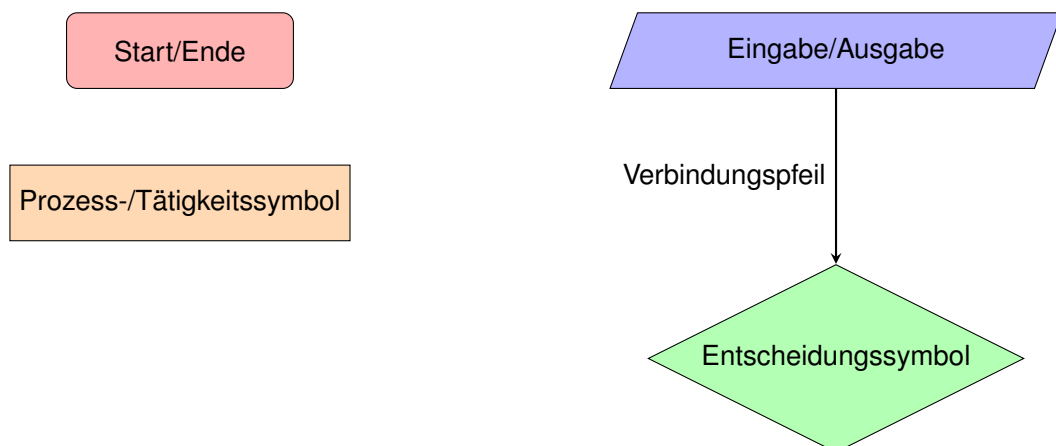 Start/Ende
Eingabe/Ausgabe
Verbindungspfeil
Prozess-/Tätigkeitssymbol
Entscheidungssymbol